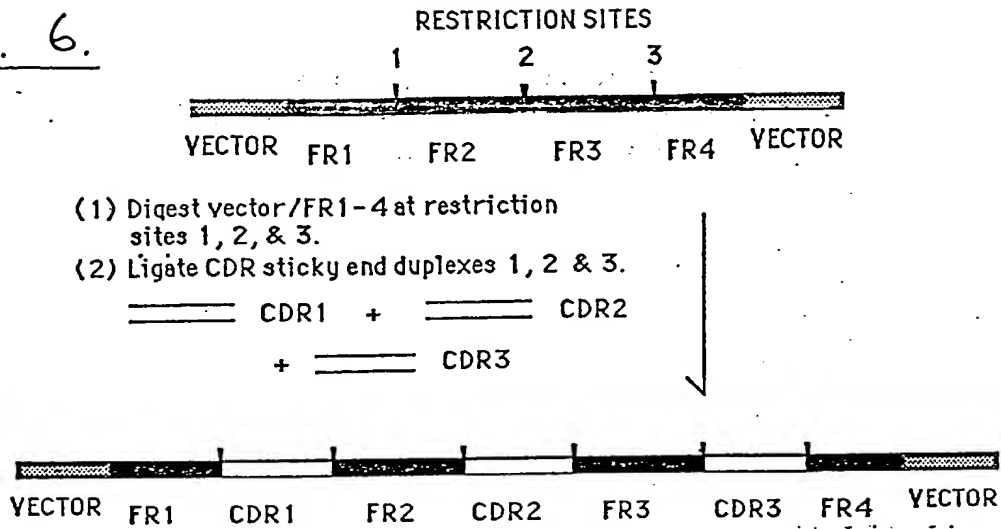 . 6.
RESTRICTION SITES
1 2 3
VECTOR FR1 FR2 FR3 FR4 VECTOR
(1) Digest vector/FR1-4 at restriction
sites 1, 2, & 3.
(2) Ligate CDR sticky end duplexes 1, 2 & 3.
CDR1 + CDR2
+ CDR3
VECTOR FR1 CDR1 FR2 CDR2 FR3 CDR3 FR4 VECTOR